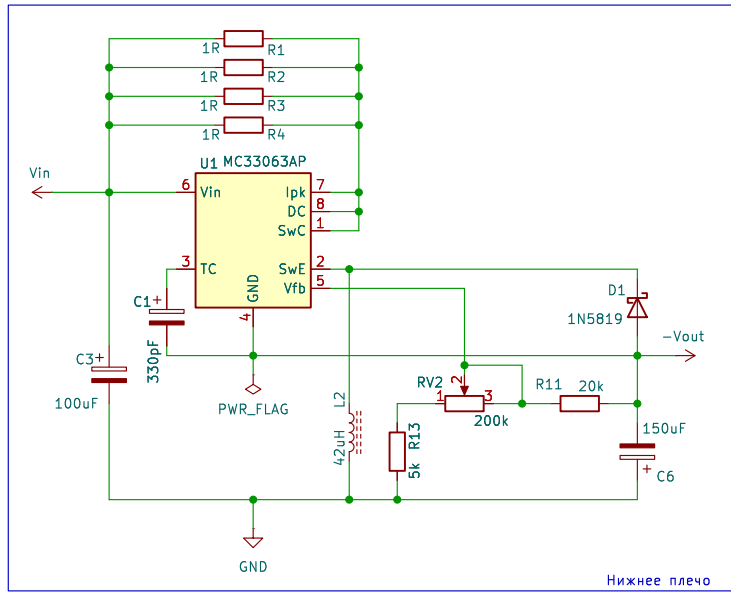 1R R1
1R R2
1R R3
1R R4
U1 MC33063AP
Vin
6 Vin Ipk 7
DC 8
SwC 1
3 TC SwE 2
Vfb 5
GND
4
C1 +
330pF
D1
1N5819
-Vout
C3 +
100uF
PWR_FLAG
L2
42uH
RV2 2
1 3
200k
R11 20k
R13
5k
150uF
+ C6
GND
Нижнее плечо